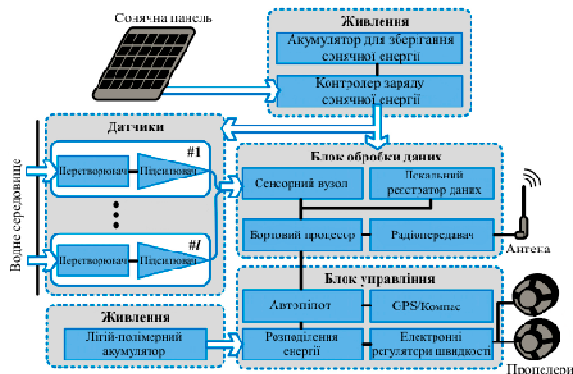 Сонячна панель
Живлення
Акумулятор для зберігання
сонячної енергії
Контролер заряду
сонячної енергії
Датчики
#1
Перетворювач
Підсилювач
Водне середовище
#I
Перетворювач
Підсилювач
Блок обробки даних
Сенсорний вузол
Локальний
реєстратор даних
Бортовий процесор
Радіопередавач
Антена
Блок управління
Автопілот
GPS/Компас
Розподілення
енергії
Електронні
регулятори швидкості
Пропелери
Живлення
Літій-полімерний
акумулятор